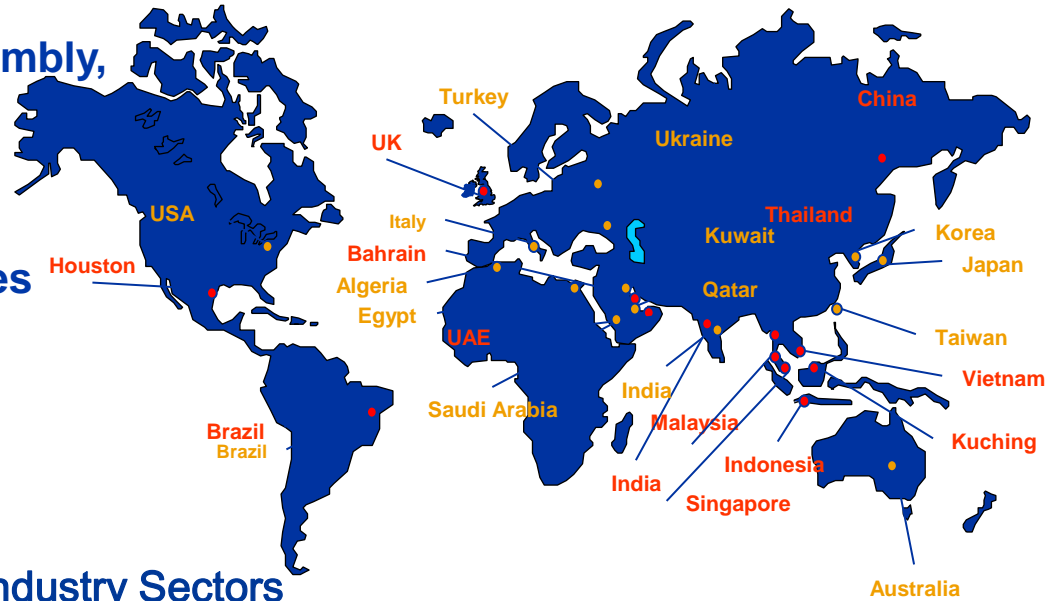 mbly,
Turkey
China
UK
Ukraine
USA
Italy
Thailand
Kuwait
Korea
Houston
es
Bahrain
Japan
Algeria
Qatar
Egypt
UAE
Taiwan
India
Vietnam
Saudi Arabia
Malaysia
Brazil
Brazil
Kuching
Indonesia
India
Singapore
ndustry Sectors
Australia